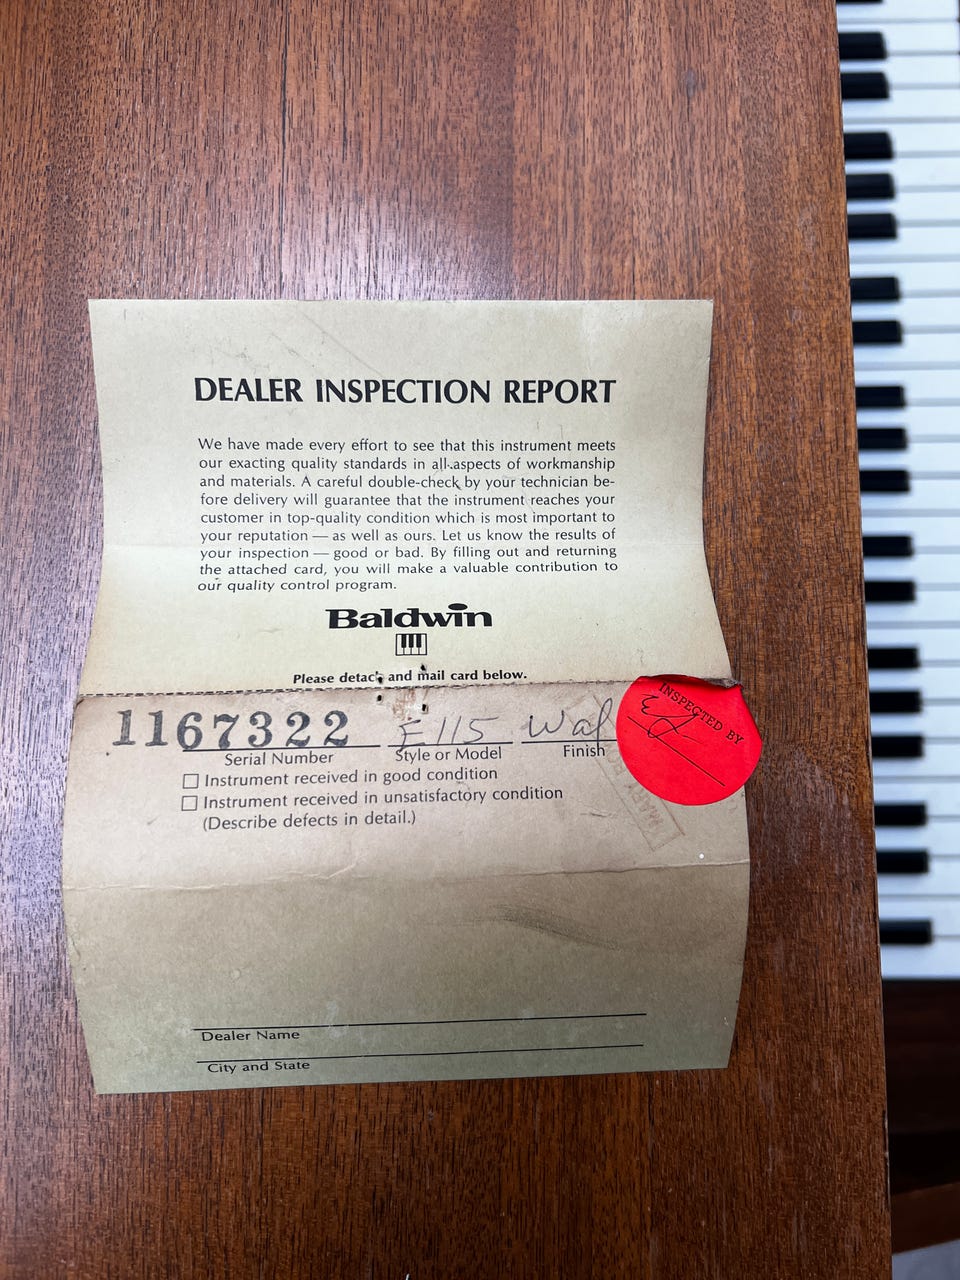 DEALER INSPECTION REPORT
We have made every effort to see that this instrument meets
our exacting quality standards in all aspects of workmanship
and materials. A careful double-check by your technician be-
fore delivery will guarantee that the instrument reaches your
customer in top-quality condition which is most important to
your reputation — as well as ours. Let us know the results of
your inspection — good or bad. By filling out and returning
the attached card, you will make a valuable contribution to
our quality control program.
Baldwin
Please detach and mail card below.
1167322 E115 Wal
Serial Number Style or Model Finish
INSPECTED BY
☐ Instrument received in good condition
☐ Instrument received in unsatisfactory condition
(Describe defects in detail.)
Dealer Name
City and State